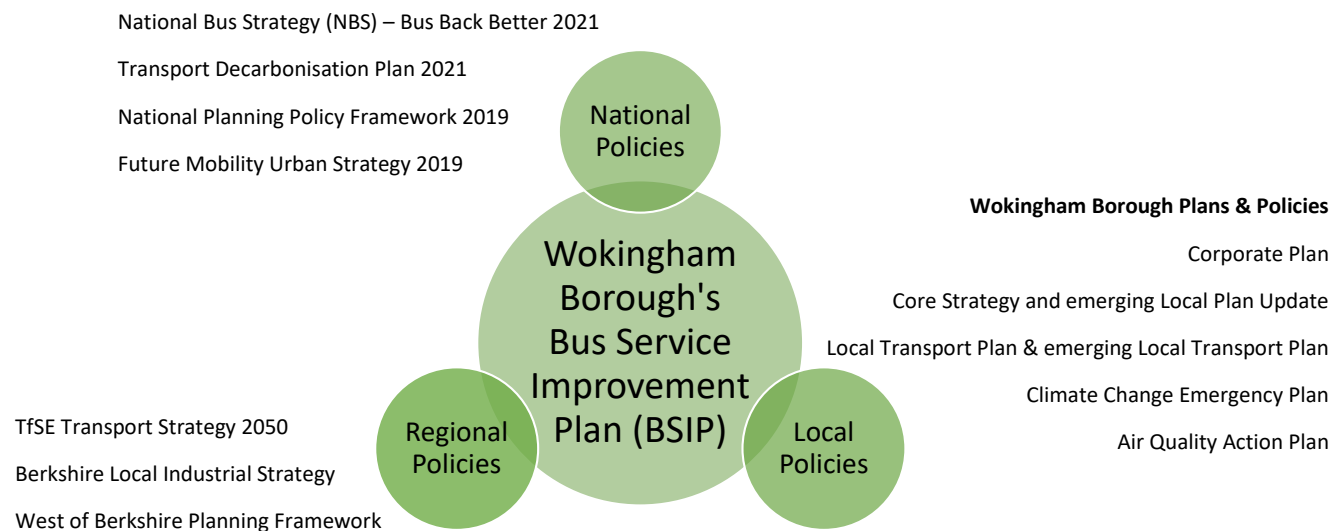 National Bus Strategy (NBS) – Bus Back Better 2021
Transport Decarbonisation Plan 2021
National Planning Policy Framework 2019
Future Mobility Urban Strategy 2019
National
Policies
Wokingham
Borough's
Bus Service
Improvement
Plan (BSIP)
Wokingham Borough Plans & Policies
Corporate Plan
Core Strategy and emerging Local Plan Update
Local Transport Plan & emerging Local Transport Plan
Climate Change Emergency Plan
Air Quality Action Plan
Regional
Policies
Local
Policies
TfSE Transport Strategy 2050
Berkshire Local Industrial Strategy
West of Berkshire Planning Framework